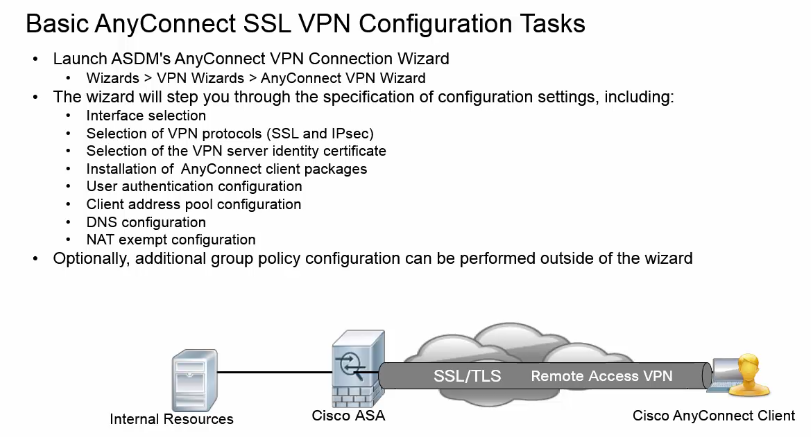 Basic AnyConnect SSL VPN Configuration Tasks
• Launch ASDM's AnyConnect VPN Connection Wizard
• Wizards > VPN Wizards > AnyConnect VPN Wizard
• The wizard will step you through the specification of configuration settings, including:
• Interface selection
• Selection of VPN protocols (SSL and IPsec)
• Selection of the VPN server identity certificate
• Installation of AnyConnect client packages
• User authentication configuration
• Client address pool configuration
• DNS configuration
• NAT exempt configuration
• Optionally, additional group policy configuration can be performed outside of the wizard
SSL/TLS Remote Access VPN
Internal Resources
Cisco ASA
Cisco AnyConnect Client